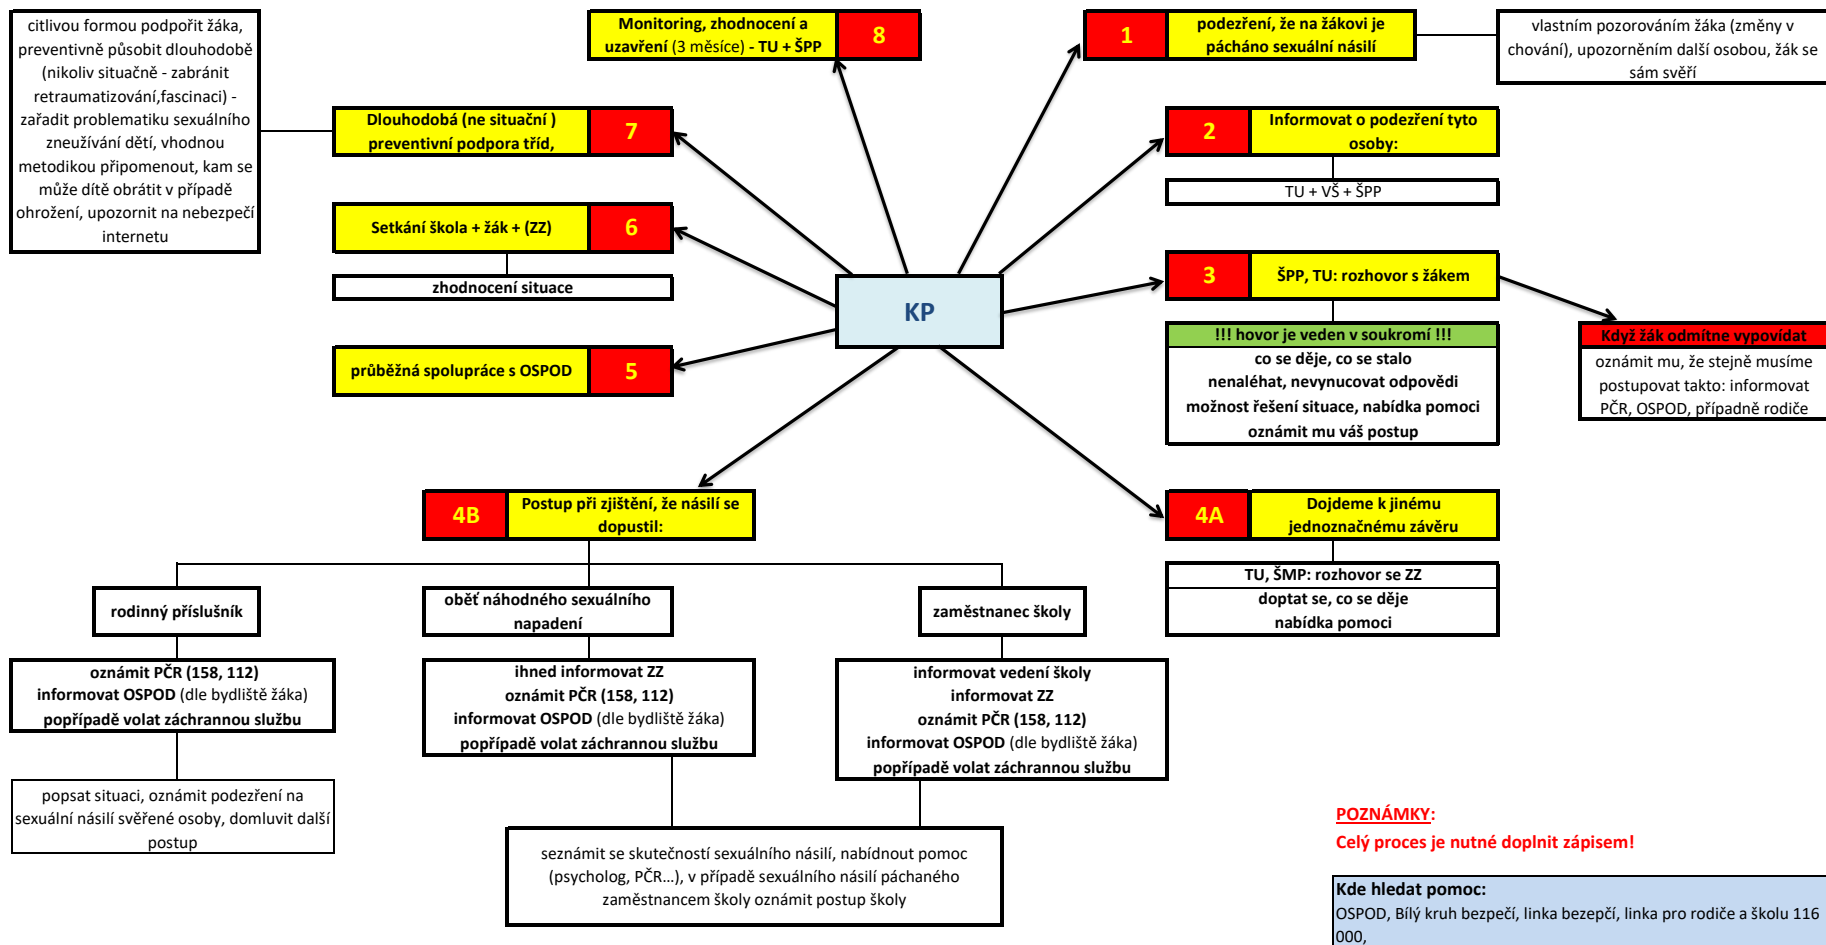 citlivou formou podpořit žáka,
preventivně působit dlouhodobě
(nikoliv situačně - zabránit
retraumatizování,fascinaci) -
zařadit problematiku sexuálního
zneužívání dětí, vhodnou
metodikou připomenout, kam se
může dítě obrátit v případě
ohrožení, upozornit na nebezpečí
internetu
Monitoring, zhodnocení a
uzavření (3 měsíce) - TU + ŠPP
8
1
podezření, že na žákovi je
pácháno sexuální násilí
vlastním pozorováním žáka (změny v
chování), upozorněním další osobou, žák se
sám svěří
Dlouhodobá (ne situační )
preventivní podpora tříd,
7
2
Informovat o podezření tyto
osoby:
TU + VŠ + ŠPP
Setkání škola + žák + (ZZ)
6
zhodnocení situace
3
ŠPP, TU: rozhovor s žákem
KP
!!! hovor je veden v soukromí !!!
co se děje, co se stalo
nenaléhat, nevynucovat odpovědi
možnost řešení situace, nabídka pomoci
oznámit mu váš postup
Když žák odmítne vypovídat
oznámit mu, že stejně musíme
postupovat takto: informovat
PČR, OSPOD, případně rodiče
průběžná spolupráce s OSPOD
5
4B
Postup při zjištění, že násilí se
dopustil:
4A
Dojdeme k jinému
jednoznačnému závěru
TU, ŠMP: rozhovor se ZZ
doptat se, co se děje
nabídka pomoci
rodinný příslušník
oběť náhodného sexuálního
napadení
zaměstnanec školy
oznámit PČR (158, 112)
informovat OSPOD (dle bydliště žáka)
popřípadě volat záchrannou službu
ihned informovat ZZ
oznámit PČR (158, 112)
informovat OSPOD (dle bydliště žáka)
popřípadě volat záchrannou službu
informovat vedení školy
informovat ZZ
oznámit PČR (158, 112)
informovat OSPOD (dle bydliště žáka)
popřípadě volat záchrannou službu
popsat situaci, oznámit podezření na
sexuální násilí svěřené osoby, domluvit další
postup
seznámit se skutečností sexuálního násilí, nabídnout pomoc
(psycholog, PČR...), v případě sexuálního násilí páchaného
zaměstnancem školy oznámit postup školy
POZNÁMKY:
Celý proces je nutné doplnit zápisem!
Kde hledat pomoc:
OSPOD, Bílý kruh bezpečí, linka bezepčí, linka pro rodiče a školu 116
000,